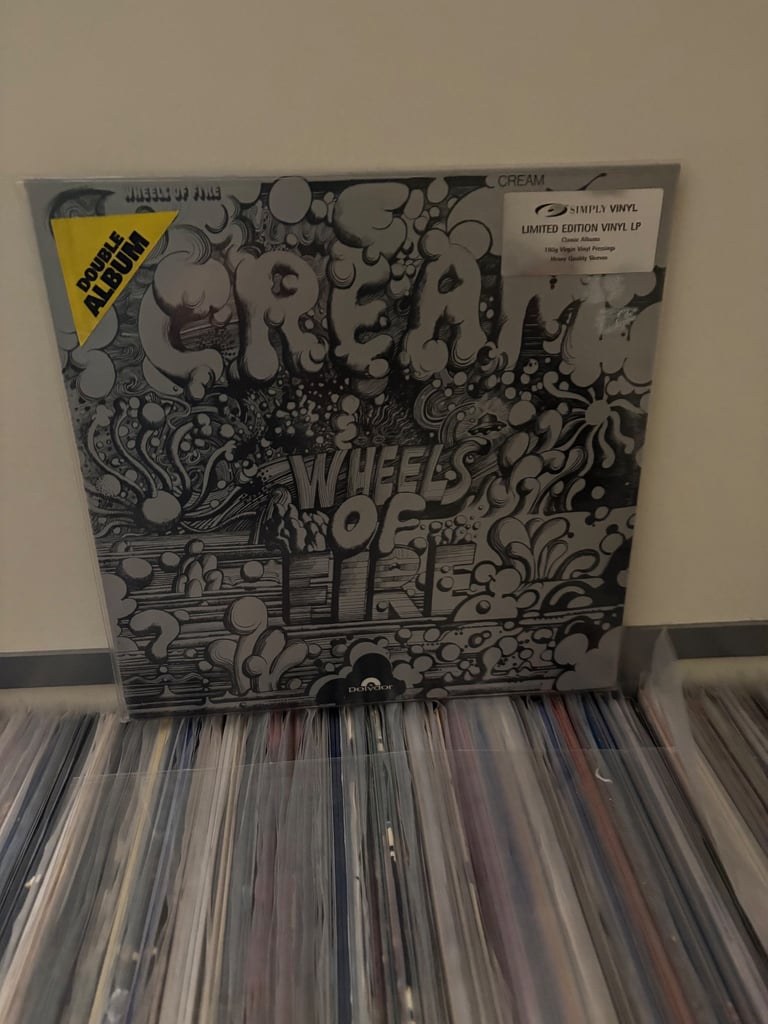 WHEELS OF FIRE
CREAM
SIMPLY VINYL
LIMITED EDITION VINYL LP
Classic Albums
180g Virgin Vinyl Pressings
Heavy Quality Sleeves
DOUBLE
ALBUM
CREAM
WHEELS
OF
FIRE
Polydor